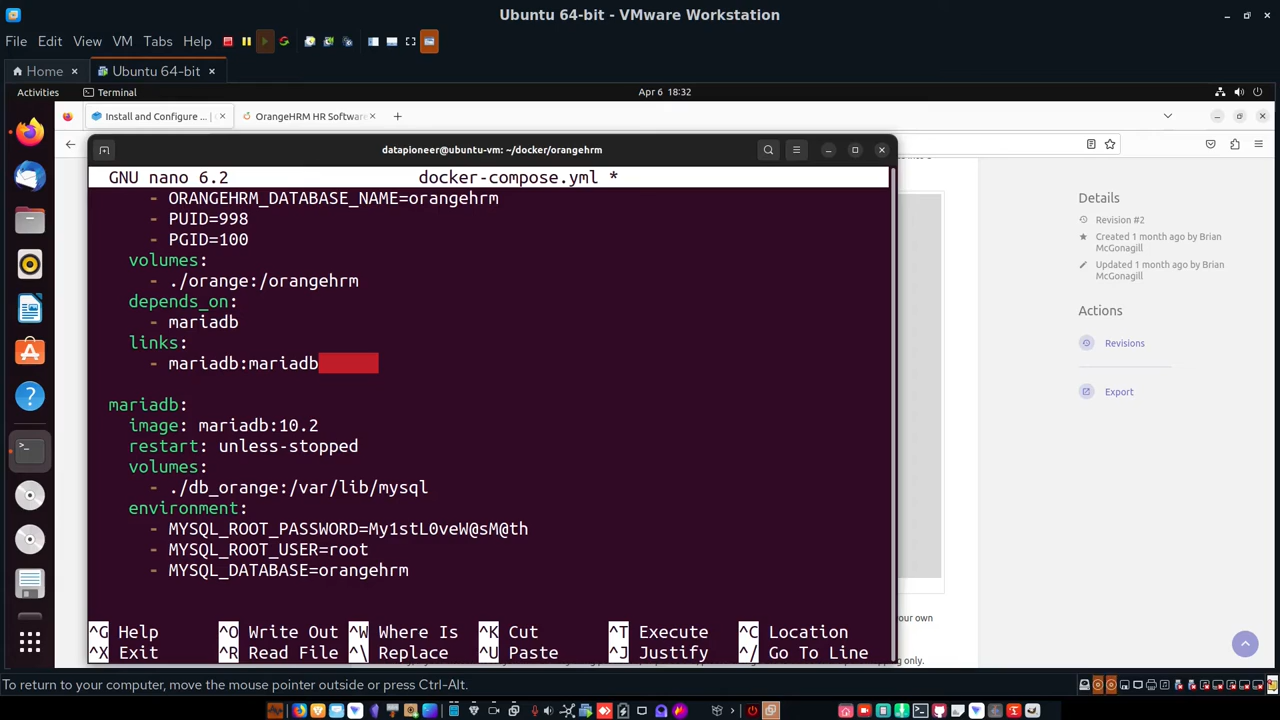 Ubuntu 64-bit - VMware Workstation
File Edit View VM Tabs Help
Home Ubuntu 64-bit
Activities Terminal Apr 6 18:32
Install and Configure ... OrangeHRM HR Software
datapioneer@ubuntu-vm: ~/docker/orangehrm
GNU nano 6.2 docker-compose.yml *
- ORANGEHRM_DATABASE_NAME=orangehrm
- PUID=998
- PGID=100
volumes:
- ./orange:/orangehrm
depends_on:
- mariadb
links:
- mariadb:mariadb
mariadb:
image: mariadb:10.2
restart: unless-stopped
volumes:
- ./db_orange:/var/lib/mysql
environment:
- MYSQL_ROOT_PASSWORD=My1stL0veW@sM@th
- MYSQL_ROOT_USER=root
- MYSQL_DATABASE=orangehrm
^G Help ^O Write Out ^W Where Is ^K Cut ^T Execute ^C Location
^X Exit ^R Read File ^\ Replace ^U Paste ^J Justify ^/ Go To Line
Details
Revision #2
Created 1 month ago by Brian
McGonagill
Updated 1 month ago by Brian
McGonagill
Actions
Revisions
Export
your own
only.
To return to your computer, move the mouse pointer outside or press Ctrl-Alt.